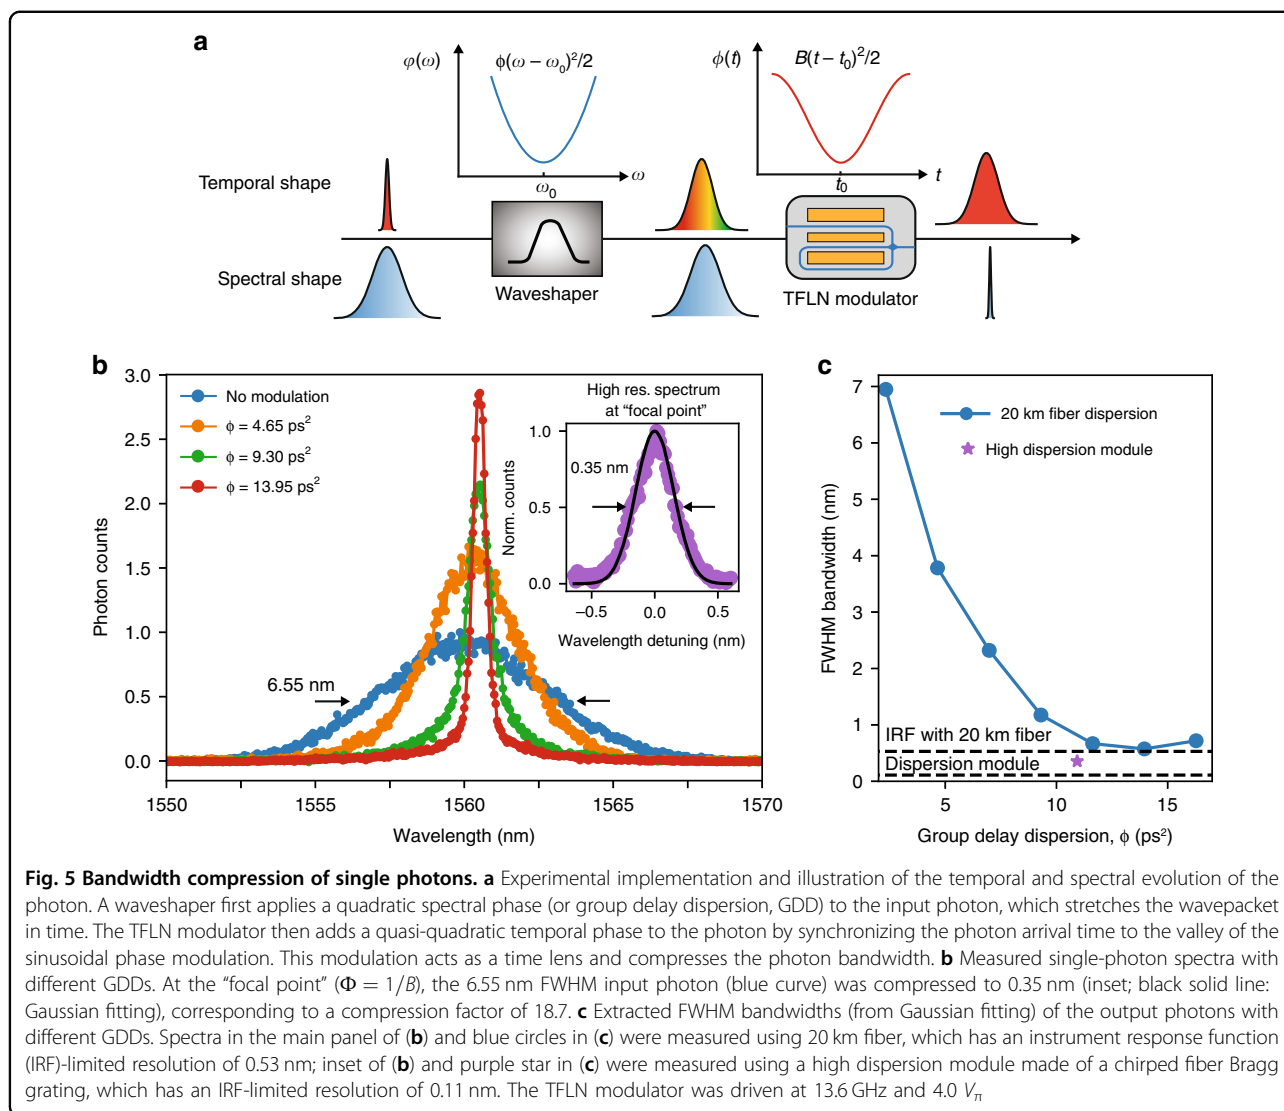 a
φ(ω)
ϕ(ω − ω₀)²/2
ϕ(t)
B(t − t₀)²/2
Temporal shape
ω₀
ω
t₀
t
Spectral shape
Waveshaper
TFLN modulator
b
3.0
2.5
2.0
1.5
1.0
0.5
0.0
Photon counts
No modulation
ϕ = 4.65 ps²
ϕ = 9.30 ps²
ϕ = 13.95 ps²
6.55 nm
1550
1555
1560
1565
1570
Wavelength (nm)
High res. spectrum
at “focal point”
1.0
0.5
0.0
Norm. counts
0.35 nm
−0.5
0.0
0.5
Wavelength detuning (nm)
c
7
6
5
4
3
2
1
0
FWHM bandwidth (nm)
20 km fiber dispersion
High dispersion module
IRF with 20 km fiber
Dispersion module
5
10
15
Group delay dispersion, ϕ (ps²)
Fig. 5 Bandwidth compression of single photons. a Experimental implementation and illustration of the temporal and spectral evolution of the
photon. A waveshaper first applies a quadratic spectral phase (or group delay dispersion, GDD) to the input photon, which stretches the wavepacket
in time. The TFLN modulator then adds a quasi-quadratic temporal phase to the photon by synchronizing the photon arrival time to the valley of the
sinusoidal phase modulation. This modulation acts as a time lens and compresses the photon bandwidth. b Measured single-photon spectra with
different GDDs. At the “focal point” (Φ = 1/B), the 6.55 nm FWHM input photon (blue curve) was compressed to 0.35 nm (inset; black solid line:
Gaussian fitting), corresponding to a compression factor of 18.7. c Extracted FWHM bandwidths (from Gaussian fitting) of the output photons with
different GDDs. Spectra in the main panel of (b) and blue circles in (c) were measured using 20 km fiber, which has an instrument response function
(IRF)-limited resolution of 0.53 nm; inset of (b) and purple star in (c) were measured using a high dispersion module made of a chirped fiber Bragg
grating, which has an IRF-limited resolution of 0.11 nm. The TFLN modulator was driven at 13.6 GHz and 4.0 Vπ